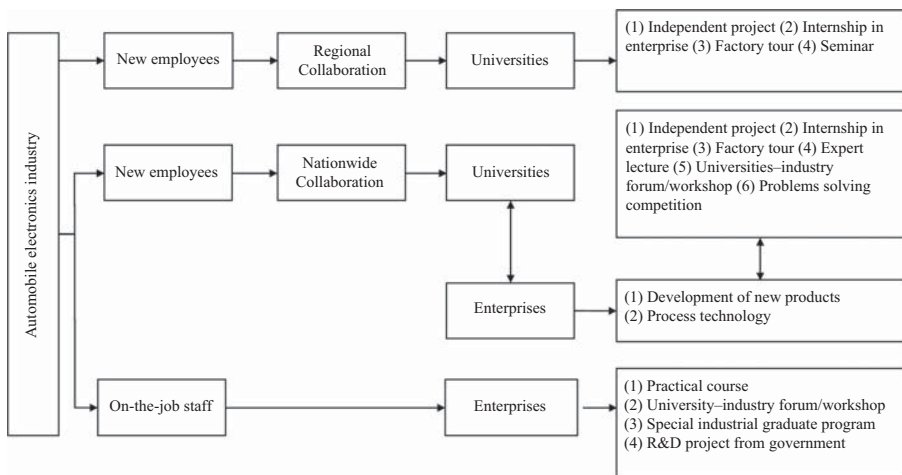 Automobile electronics industry
New employees
Regional
Collaboration
Universities
(1) Independent project (2) Internship in
enterprise (3) Factory tour (4) Seminar
New employees
Nationwide
Collaboration
Universities
(1) Independent project (2) Internship in
enterprise (3) Factory tour (4) Expert
lecture (5) Universities–industry
forum/workshop (6) Problems solving
competition
Enterprises
(1) Development of new products
(2) Process technology
On-the-job staff
Enterprises
(1) Practical course
(2) University–industry forum/workshop
(3) Special industrial graduate program
(4) R&D project from government